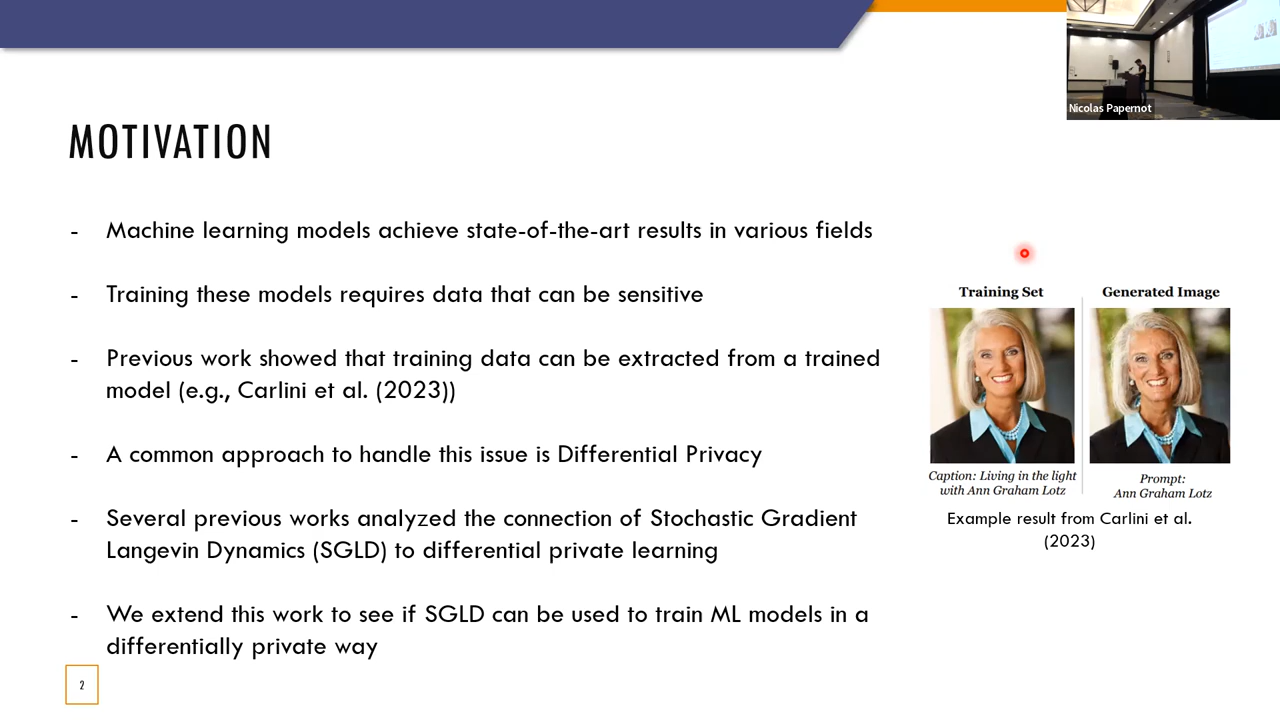 Nicolas Papernot
MOTIVATION
- Machine learning models achieve state-of-the-art results in various fields
- Training these models requires data that can be sensitive
- Previous work showed that training data can be extracted from a trained
model (e.g., Carlini et al. (2023))
- A common approach to handle this issue is Differential Privacy
- Several previous works analyzed the connection of Stochastic Gradient
Langevin Dynamics (SGLD) to differential private learning
- We extend this work to see if SGLD can be used to train ML models in a
differentially private way
Training Set
Generated Image
Caption: Living in the light
with Ann Graham Lotz
Prompt:
Ann Graham Lotz
Example result from Carlini et al.
(2023)
2